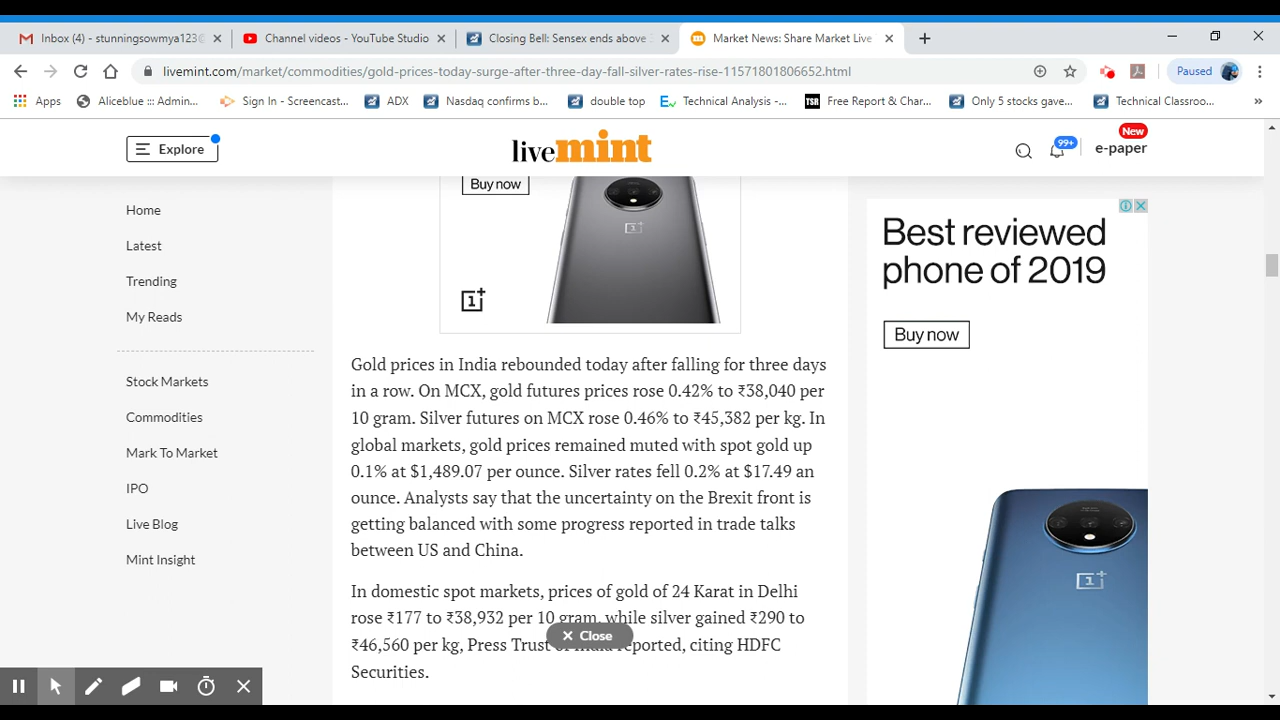 Inbox (4) - stunningsowmya123@
Channel videos - YouTube Studio
Closing Bell: Sensex ends above
Market News: Share Market Live
livemint.com/market/commodities/gold-prices-today-surge-after-three-day-fall-silver-rates-rise-11571801806652.html
Paused
Apps
Aliceblue ::: Admin...
Sign In - Screencast...
ADX
Nasdaq confirms b...
double top
Technical Analysis -...
TSR
Free Report & Char...
Only 5 stocks gave...
Technical Classroo...
»
Explore
livemint
99+
New
e-paper
Home
Latest
Trending
My Reads
Stock Markets
Commodities
Mark To Market
IPO
Live Blog
Mint Insight
Buy now
Gold prices in India rebounded today after falling for three days
in a row. On MCX, gold futures prices rose 0.42% to ₹38,040 per
10 gram. Silver futures on MCX rose 0.46% to ₹45,382 per kg. In
global markets, gold prices remained muted with spot gold up
0.1% at $1,489.07 per ounce. Silver rates fell 0.2% at $17.49 an
ounce. Analysts say that the uncertainty on the Brexit front is
getting balanced with some progress reported in trade talks
between US and China.
In domestic spot markets, prices of gold of 24 Karat in Delhi
rose ₹177 to ₹38,932 per 10 gram, while silver gained ₹290 to
₹46,560 per kg, Press Trust of India reported, citing HDFC
Securities.
Close
Best reviewed
phone of 2019
Buy now